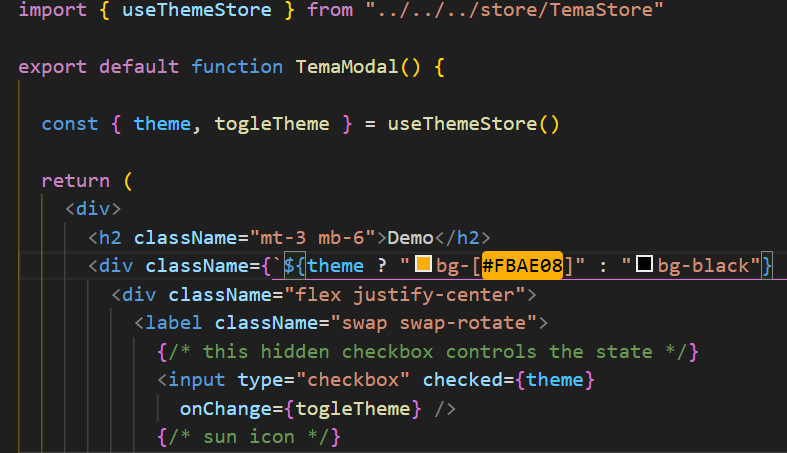 import { useThemeStore } from "../../../store/TemaStore"
export default function TemaModal() {
const { theme, togleTheme } = useThemeStore()
return (
<div>
<h2 className="mt-3 mb-6">Demo</h2>
<div className={`${theme ? "bg-[#FBAE08]" : "bg-black"}
<div className="flex justify-center">
<label className="swap swap-rotate">
{/* this hidden checkbox controls the state */}
<input type="checkbox" checked={theme}
onChange={togleTheme} />
{/* sun icon */}